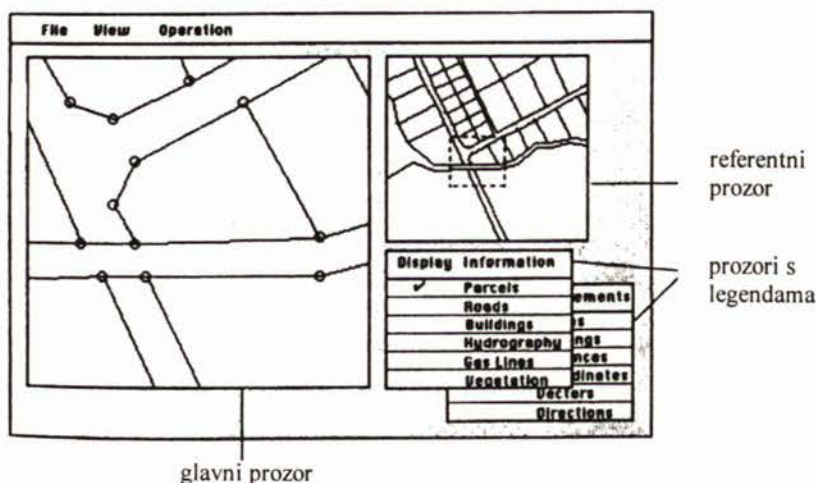 File View Operation
referentni
prozor
Display Information
Parcels
Roads
Buildings
Hydrography
Gas Lines
Vegetation
ements
s
ngs
nces
dinates
Vectors
Directions
prozori s
legendama
glavni prozor